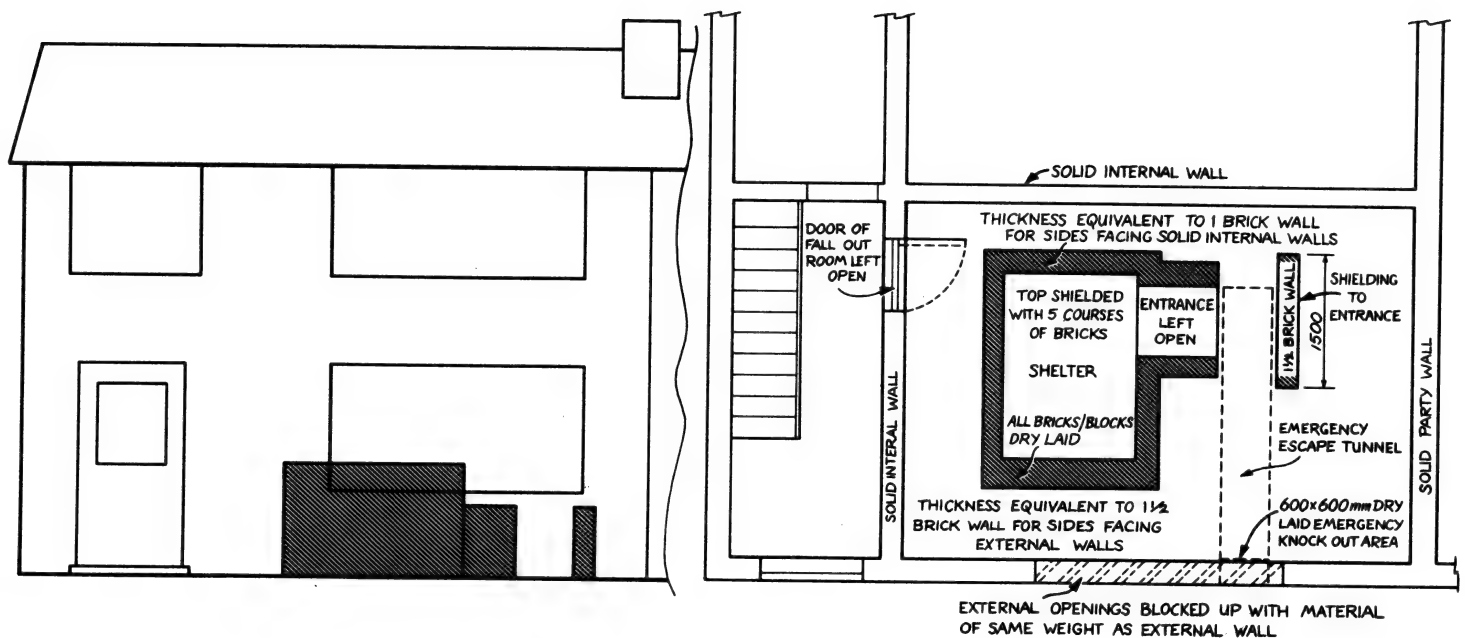 SOLID INTERNAL WALL
THICKNESS EQUIVALENT TO 1 BRICK WALL
FOR SIDES FACING SOLID INTERNAL WALLS
DOOR OF
FALL OUT
ROOM LEFT
OPEN
TOP SHIELDED
WITH 5 COURSES
OF BRICKS
SHELTER
ENTRANCE
LEFT
OPEN
1½ BRICK WALL
1500
SHIELDING
TO
ENTRANCE
ALL BRICKS/BLOCKS
DRY LAID
SOLID INTERAL WALL
SOLID PARTY WALL
EMERGENCY
ESCAPE TUNNEL
THICKNESS EQUIVALENT TO 1½
BRICK WALL FOR SIDES FACING
EXTERNAL WALLS
600x600mm DRY
LAID EMERGENCY
KNOCK OUT AREA
EXTERNAL OPENINGS BLOCKED UP WITH MATERIAL
OF SAME WEIGHT AS EXTERNAL WALL